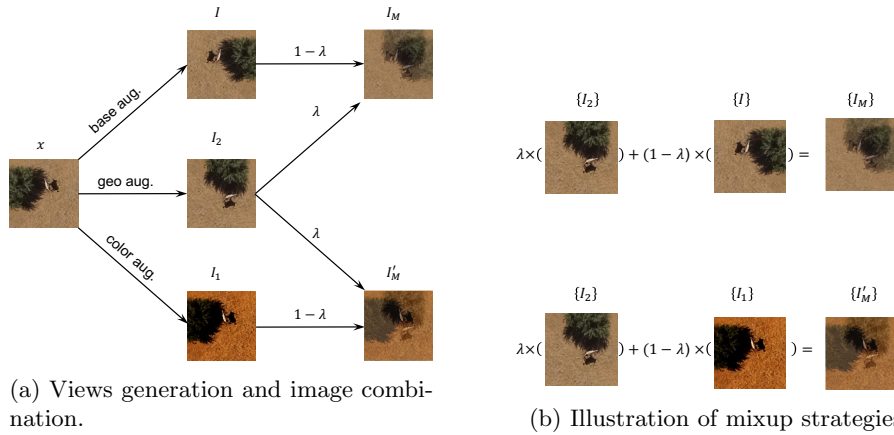 I
I_M
1 − λ
base aug.
λ
x
I_2
geo aug.
color aug.
λ
I_1
I′_M
1 − λ
(a) Views generation and image combi-
nation.
{I_2} {I} {I_M}
λ×( ) + (1 − λ) ×( ) =
{I_2} {I_1} {I′_M}
λ×( ) + (1 − λ) ×( ) =
(b) Illustration of mixup strategies